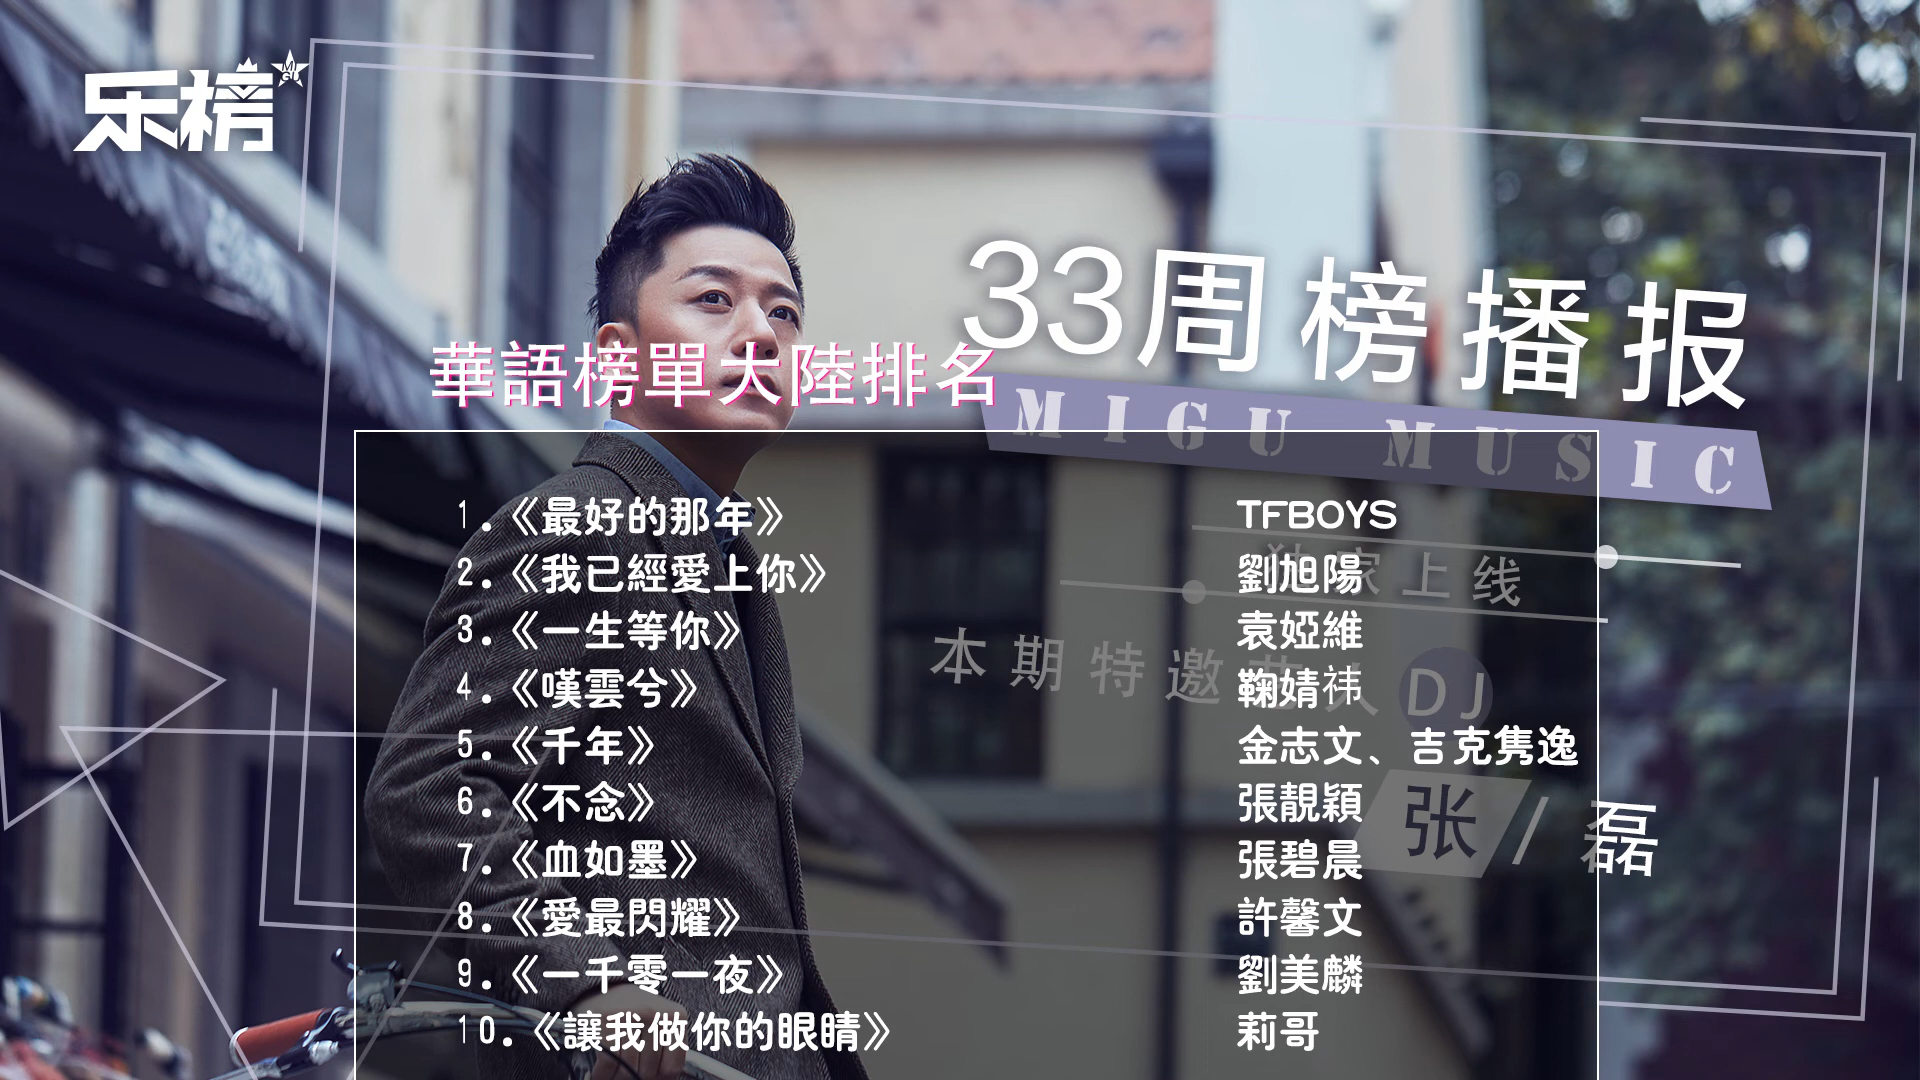 乐榜
MIGU
33周榜播报
華語榜單大陸排名
MIGU MUSIC
1.《最好的那年》 TFBOYS
2.《我已經愛上你》 劉旭陽
独家上线
3.《一生等你》 袁婭維
本期特邀艺人DJ
4.《嘆雲兮》 鞠婧祎
5.《千年》 金志文、吉克隽逸
6.《不念》 張靚穎
张/磊
7.《血如墨》 張碧晨
8.《愛最閃耀》 許馨文
9.《一千零一夜》 劉美麟
10.《讓我做你的眼睛》 莉哥